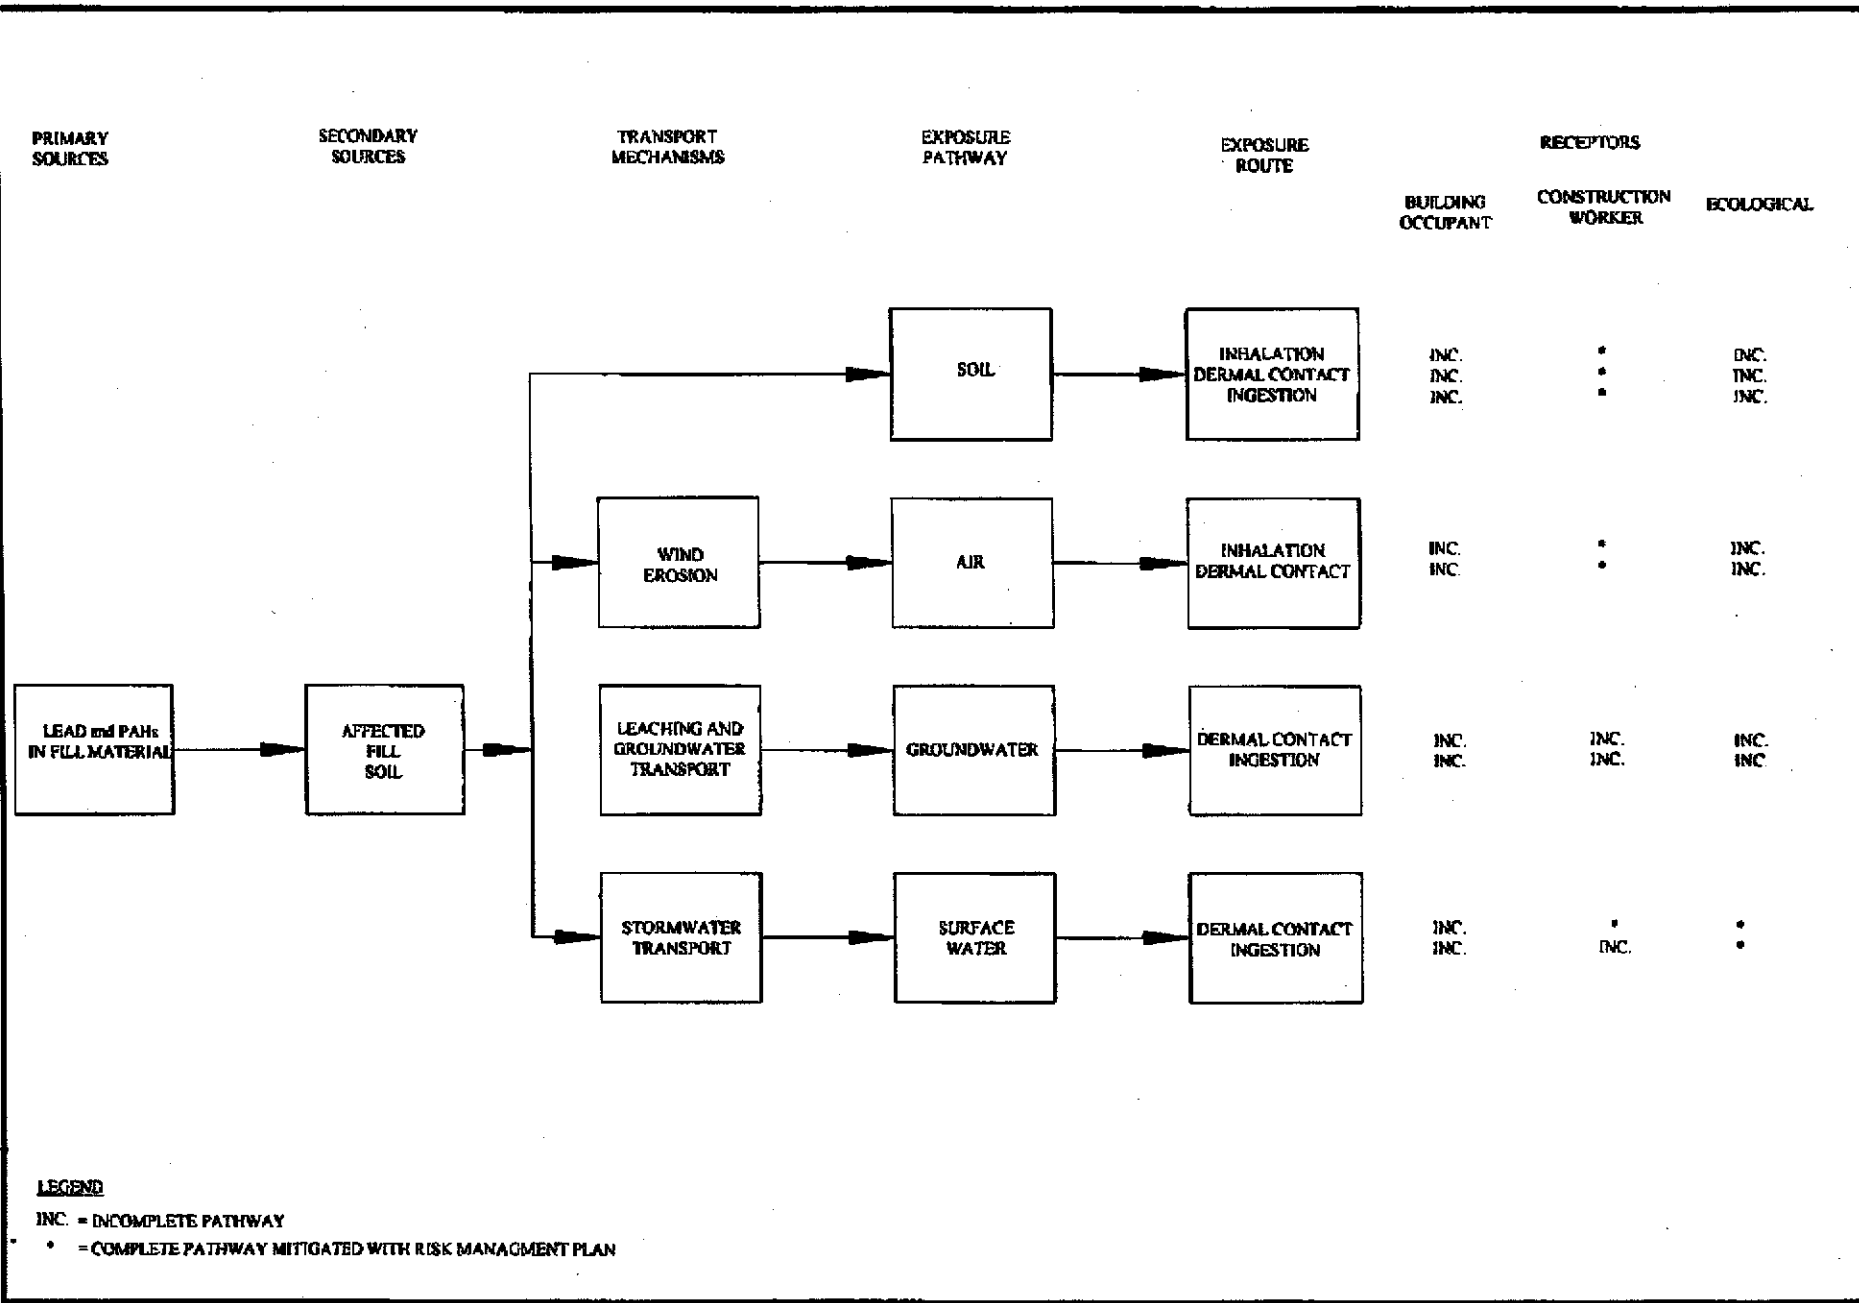 PRIMARY
SOURCES
SECONDARY
SOURCES
TRANSPORT
MECHANISMS
EXPOSURE
PATHWAY
EXPOSURE
ROUTE
RECEPTORS
BUILDING
OCCUPANT
CONSTRUCTION
WORKER
ECOLOGICAL
SOIL
INHALATION
DERMAL CONTACT
INGESTION
INC. * INC.
INC. * INC.
INC. * INC.
WIND
EROSION
AIR
INHALATION
DERMAL CONTACT
INC. * INC.
INC. * INC.
LEAD and PAHs
IN FILL MATERIAL
AFFECTED
FILL
SOIL
LEACHING AND
GROUNDWATER
TRANSPORT
GROUNDWATER
DERMAL CONTACT
INGESTION
INC. INC. INC.
INC. INC. INC.
STORMWATER
TRANSPORT
SURFACE
WATER
DERMAL CONTACT
INGESTION
INC. * *
INC. INC. *
LEGEND
INC. = INCOMPLETE PATHWAY
* = COMPLETE PATHWAY MITIGATED WITH RISK MANAGMENT PLAN